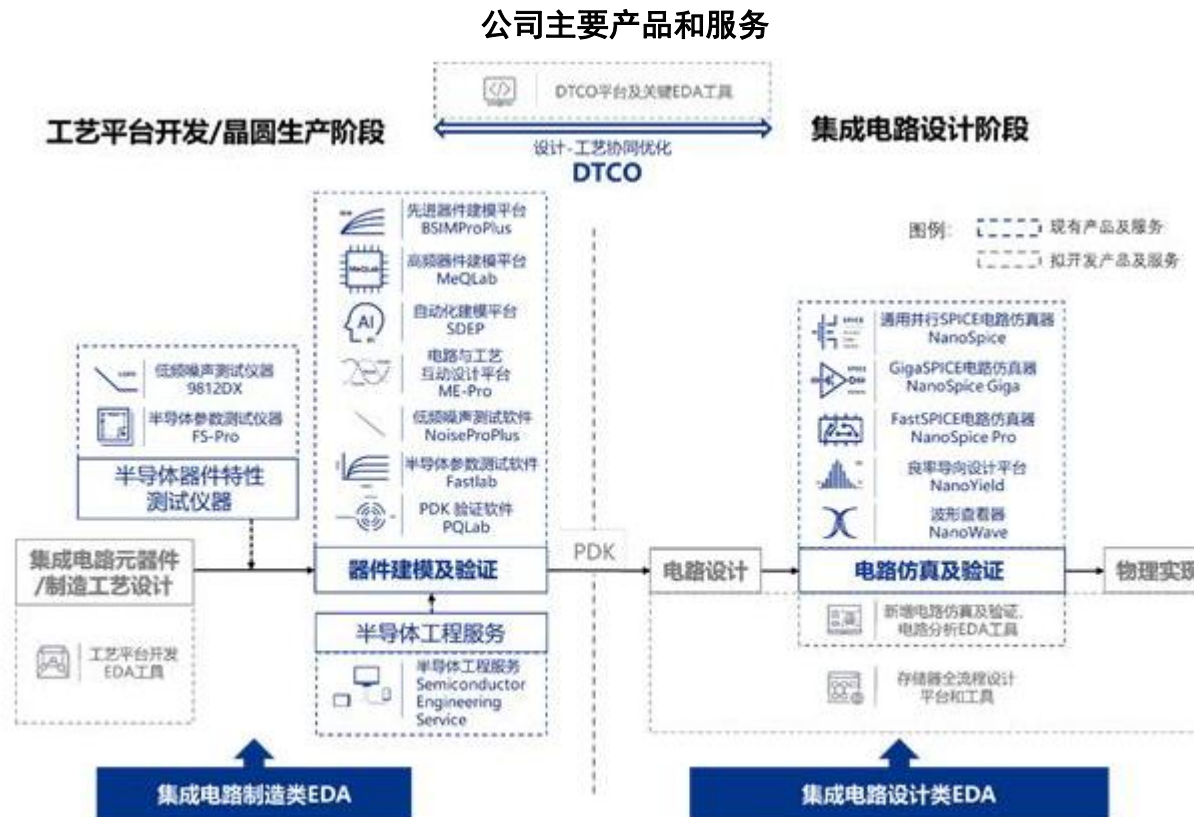 公司主要产品和服务
DTCO平台及关键EDA工具
工艺平台开发/晶圆生产阶段
集成电路设计阶段
设计-工艺协同优化
DTCO
图例:
现有产品及服务
拟开发产品及服务
先进器件建模平台
BSIMProPlus
MeQLab
高频器件建模平台
MeQLab
AI
自动化建模平台
SDEP
电路与工艺
互动设计平台
ME-Pro
低频噪声测试软件
NoiseProPlus
半导体参数测试软件
Fastlab
PDK 验证软件
PQLab
器件建模及验证
低频噪声测试仪器
9812DX
半导体参数测试仪器
FS-Pro
半导体器件特性
测试仪器
集成电路元器件
/制造工艺设计
工艺平台开发
EDA工具
半导体工程服务
半导体工程服务
Semiconductor
Engineering
Service
PDK
电路设计
SPICE
通用并行SPICE电路仿真器
NanoSpice
GigaSPICE电路仿真器
NanoSpice Giga
FastSPICE电路仿真器
NanoSpice Pro
良率导向设计平台
NanoYield
波形查看器
NanoWave
电路仿真及验证
物理实现
新增电路仿真及验证、
电路分析EDA工具
存储器全流程设计
平台和工具
集成电路制造类EDA
集成电路设计类EDA